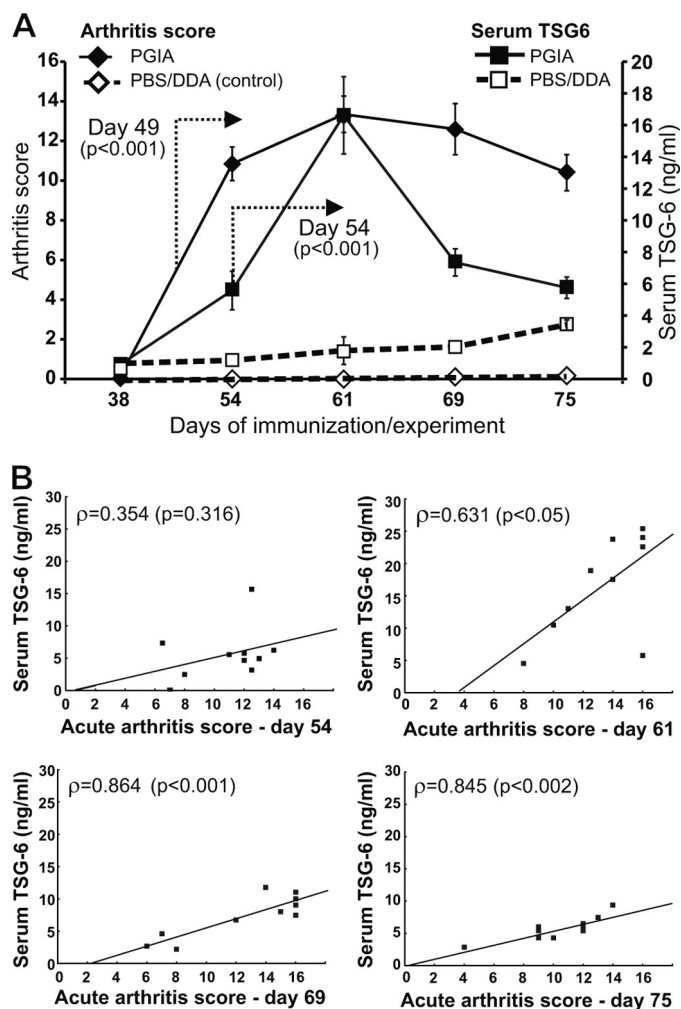 A
Arthritis score
PGIA
PBS/DDA (control)
Serum TSG6
PGIA
PBS/DDA
16
14
12
10
8
6
4
2
0
Arthritis score
20
18
16
14
12
10
8
6
4
2
0
Serum TSG-6 (ng/ml)
Day 49
(p<0.001)
Day 54
(p<0.001)
38 54 61 69 75
Days of immunization/experiment
B
ρ=0.354 (p=0.316)
30
25
20
15
10
5
0
Serum TSG-6 (ng/ml)
0 2 4 6 8 10 12 14 16
Acute arthritis score - day 54
ρ=0.631 (p<0.05)
30
25
20
15
10
5
0
Serum TSG-6 (ng/ml)
0 2 4 6 8 10 12 14 16
Acute arthritis score - day 61
ρ=0.864 (p<0.001)
30
25
20
15
10
5
0
Serum TSG-6 (ng/ml)
0 2 4 6 8 10 12 14 16
Acute arthritis score - day 69
ρ=0.845 (p<0.002)
30
25
20
15
10
5
0
Serum TSG-6 (ng/ml)
0 2 4 6 8 10 12 14 16
Acute arthritis score - day 75